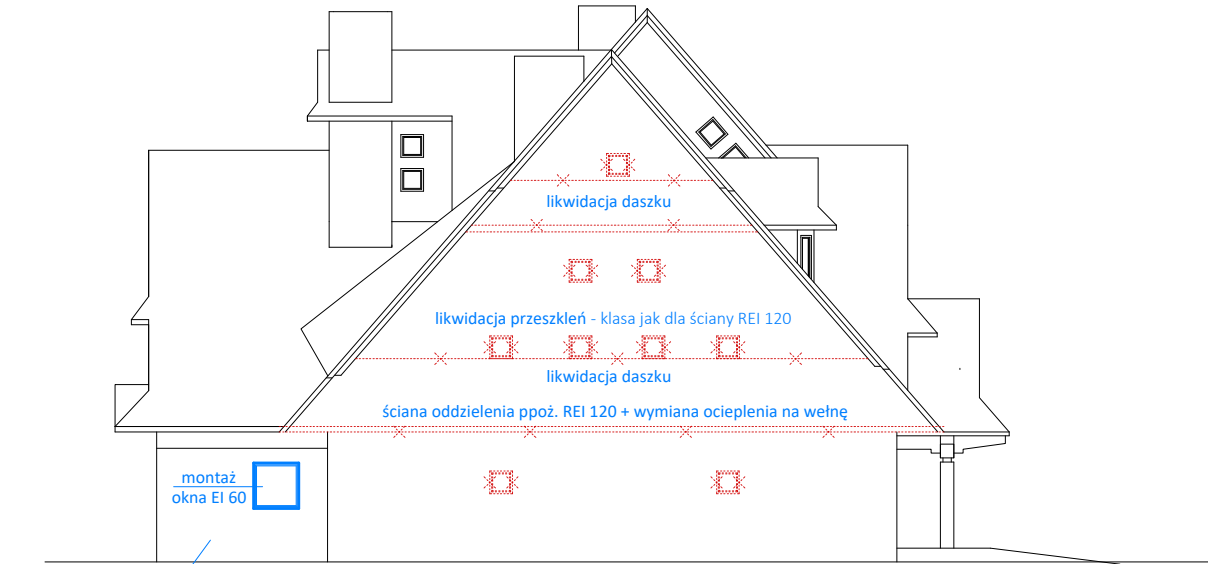 likwidacja daszku
likwidacja przeszkleń - klasa jak dla ściany REI 120
likwidacja daszku
ściana oddzielenia ppoż. REI 120 + wymiana ocieplenia na wełnę
montaż
okna EI 60